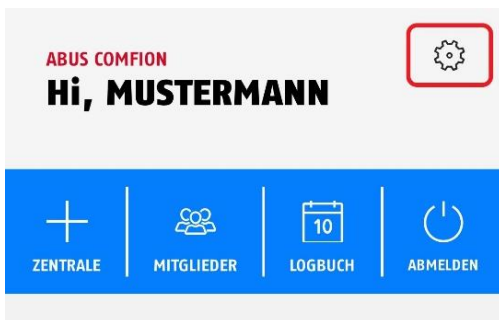 ABUS COMFION
Hi, MUSTERMANN
10
ZENTRALE
MITGLIEDER
LOGBUCH
ABMELDEN